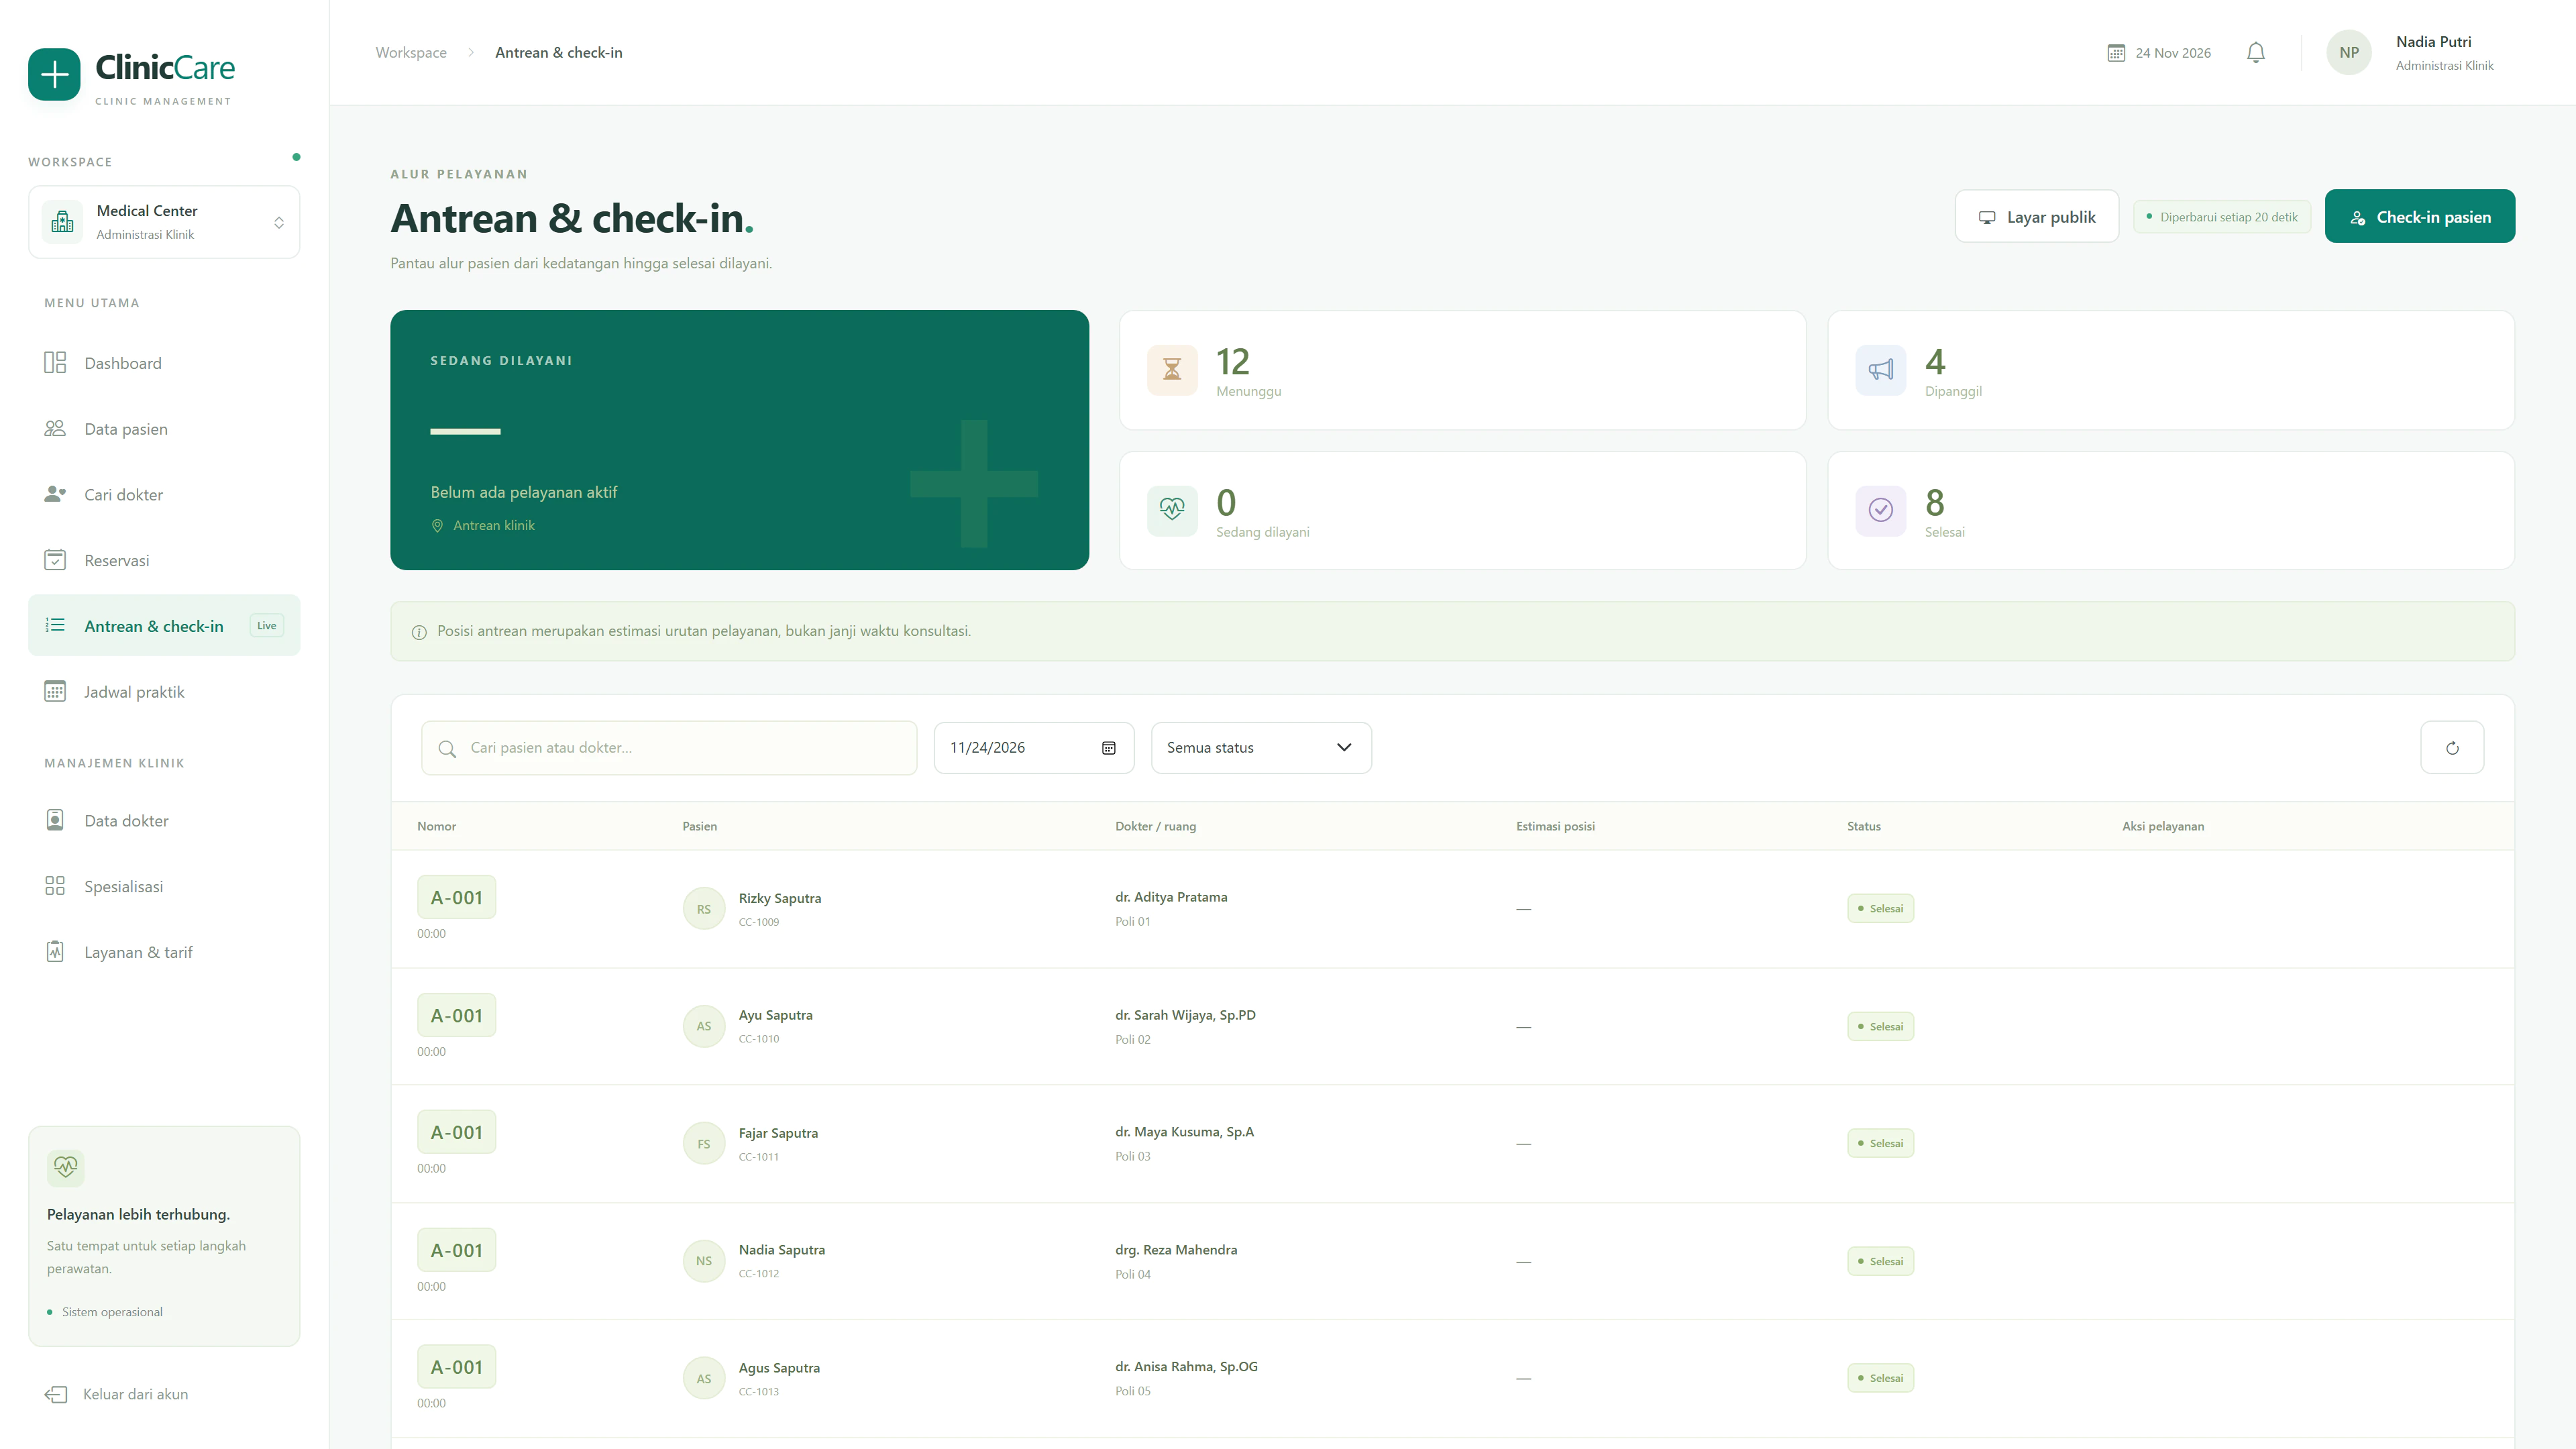 ClinicCare
CLINIC MANAGEMENT
WORKSPACE
Medical Center
Administrasi Klinik
MENU UTAMA
Dashboard
Data pasien
Cari dokter
Reservasi
Antrean & check-in Live
Jadwal praktik
MANAJEMEN KLINIK
Data dokter
Spesialisasi
Layanan & tarif
Pelayanan lebih terhubung.
Satu tempat untuk setiap langkah
perawatan.
Sistem operasional
Keluar dari akun
Workspace Antrean & check-in
24 Nov 2026
NP
Nadia Putri
Administrasi Klinik
ALUR PELAYANAN
Antrean & check-in.
Pantau alur pasien dari kedatangan hingga selesai dilayani.
Layar publik
Diperbarui setiap 20 detik
Check-in pasien
SEDANG DILAYANI
—
Belum ada pelayanan aktif
Antrean klinik
12
Menunggu
4
Dipanggil
0
Sedang dilayani
8
Selesai
Posisi antrean merupakan estimasi urutan pelayanan, bukan janji waktu konsultasi.
Cari pasien atau dokter...
11/24/2026
Semua status
Nomor Pasien Dokter / ruang Estimasi posisi Status Aksi pelayanan
A-001
00:00
RS
Rizky Saputra
CC-1009
dr. Aditya Pratama
Poli 01
—
Selesai
A-001
00:00
AS
Ayu Saputra
CC-1010
dr. Sarah Wijaya, Sp.PD
Poli 02
—
Selesai
A-001
00:00
FS
Fajar Saputra
CC-1011
dr. Maya Kusuma, Sp.A
Poli 03
—
Selesai
A-001
00:00
NS
Nadia Saputra
CC-1012
drg. Reza Mahendra
Poli 04
—
Selesai
A-001
00:00
AS
Agus Saputra
CC-1013
dr. Anisa Rahma, Sp.OG
Poli 05
—
Selesai